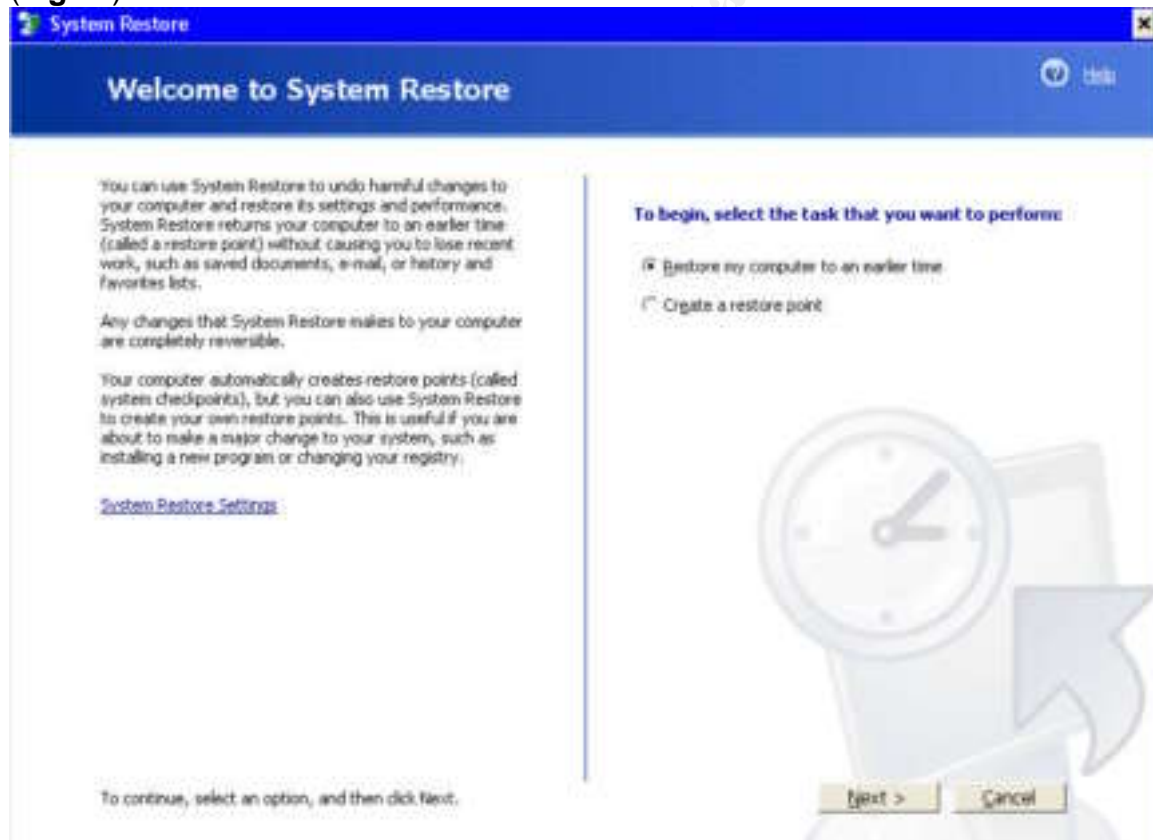 System Restore
Welcome to System Restore
Help
You can use System Restore to undo harmful changes to
your computer and restore its settings and performance.
System Restore returns your computer to an earlier time
(called a restore point) without causing you to lose recent
work, such as saved documents, e-mail, or history and
favorites lists.
Any changes that System Restore makes to your computer
are completely reversible.
Your computer automatically creates restore points (called
system checkpoints), but you can also use System Restore
to create your own restore points. This is useful if you are
about to make a major change to your system, such as
installing a new program or changing your registry.
System Restore Settings
To begin, select the task that you want to perform:
Restore my computer to an earlier time
Create a restore point
To continue, select an option, and then click Next.
Next >
Cancel